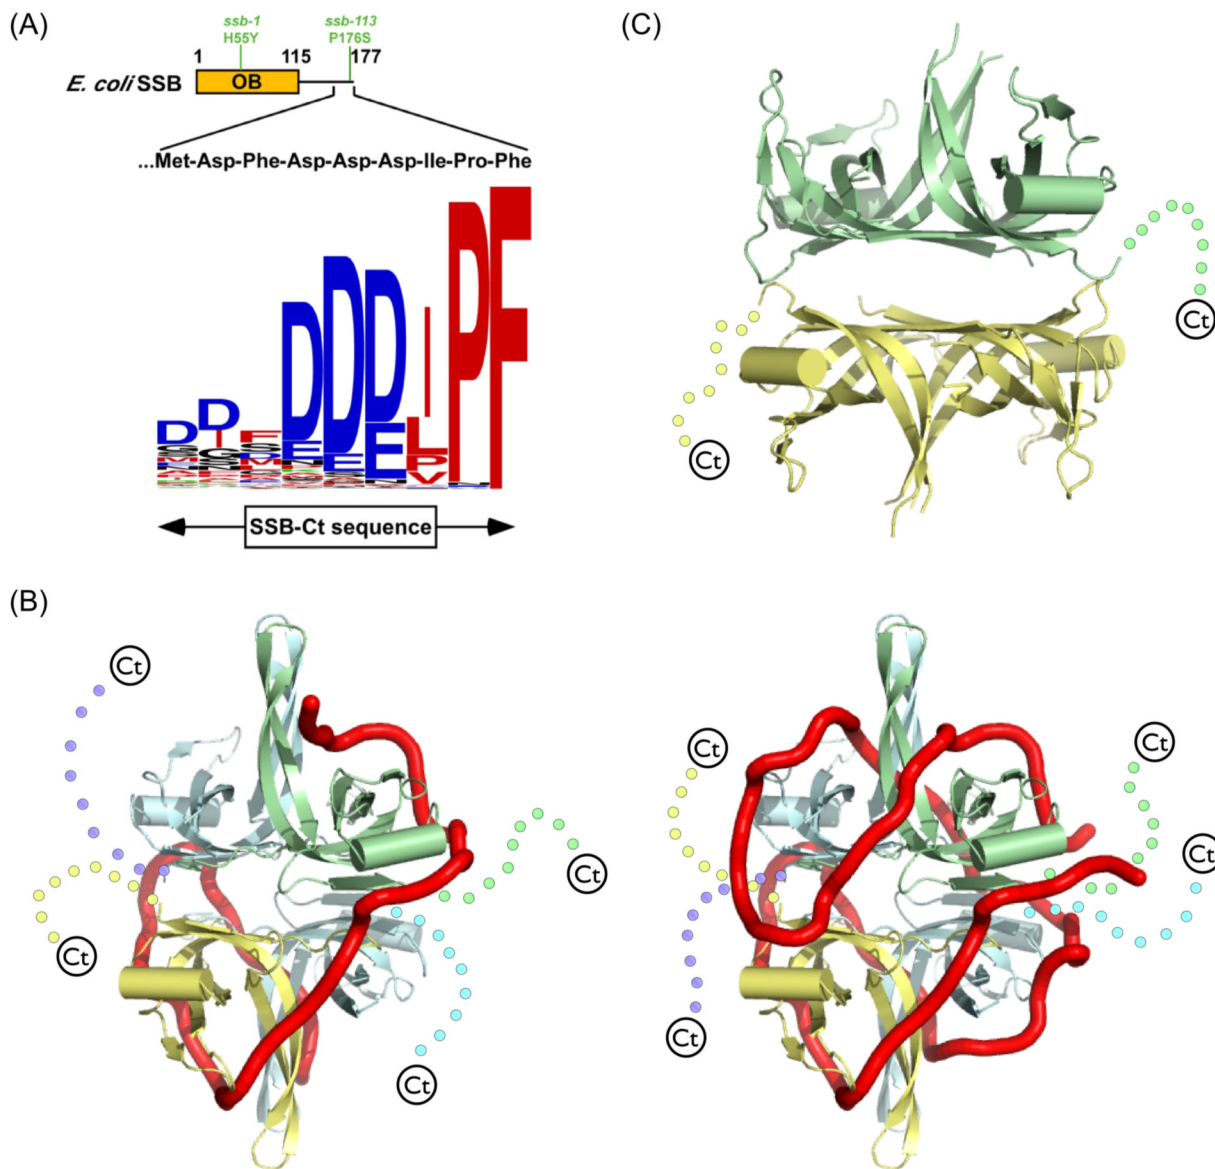 (A)
ssb-1 ssb-113
H55Y P176S
1 115 177
E. coli SSB OB
...Met-Asp-Phe-Asp-Asp-Asp-Ile-Pro-Phe
D D F D D D I P F
SSB-Ct sequence
(C)
Ct
Ct
(B)
Ct
Ct
Ct
Ct
Ct
Ct
Ct
Ct